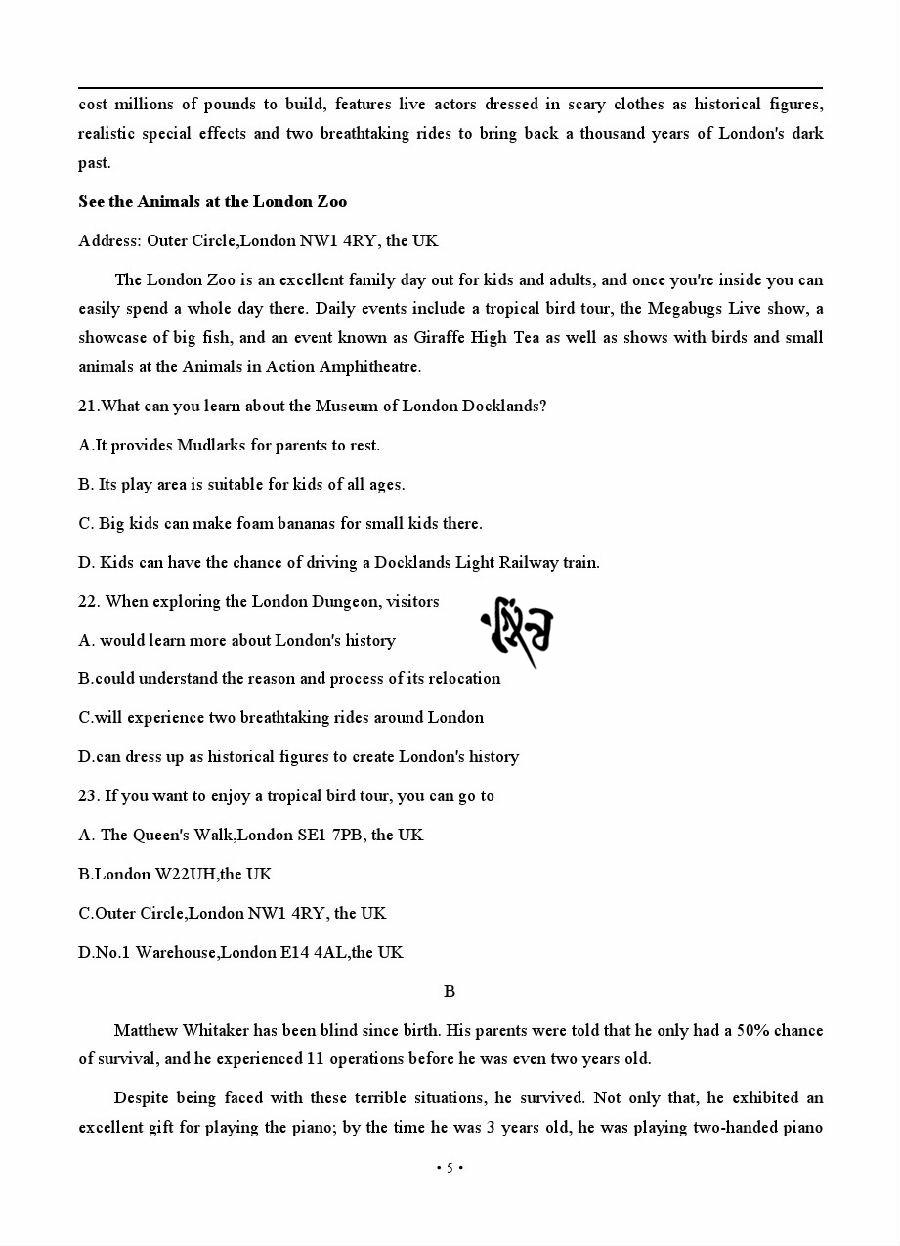 cost millions of pounds to build, features live actors dressed in scary clothes as historical figures,
realistic special effects and two breathtaking rides to bring back a thousand years of London's dark
past.
See the Animals at the London Zoo
Address: Outer Circle,London NW1 4RY, the UK
The London Zoo is an excellent family day out for kids and adults, and once you're inside you can
easily spend a whole day there. Daily events include a tropical bird tour, the Megabugs Live show, a
showcase of big fish, and an event known as Giraffe High Tea as well as shows with birds and small
animals at the Animals in Action Amphitheatre.
21.What can you learn about the Museum of London Docklands?
A.It provides Mudlarks for parents to rest.
B. Its play area is suitable for kids of all ages.
C. Big kids can make foam bananas for small kids there.
D. Kids can have the chance of driving a Docklands Light Railway train.
22. When exploring the London Dungeon, visitors
A. would learn more about London's history
B.could understand the reason and process of its relocation
C.will experience two breathtaking rides around London
D.can dress up as historical figures to create London's history
23. If you want to enjoy a tropical bird tour, you can go to
A. The Queen's Walk,London SE1 7PB, the UK
B.London W22UH,the UK
C.Outer Circle,London NW1 4RY, the UK
D.No.1 Warehouse,London E14 4AL,the UK
B
Matthew Whitaker has been blind since birth. His parents were told that he only had a 50% chance
of survival, and he experienced 11 operations before he was even two years old.
Despite being faced with these terrible situations, he survived. Not only that, he exhibited an
excellent gift for playing the piano; by the time he was 3 years old, he was playing two-handed piano
• 5 •